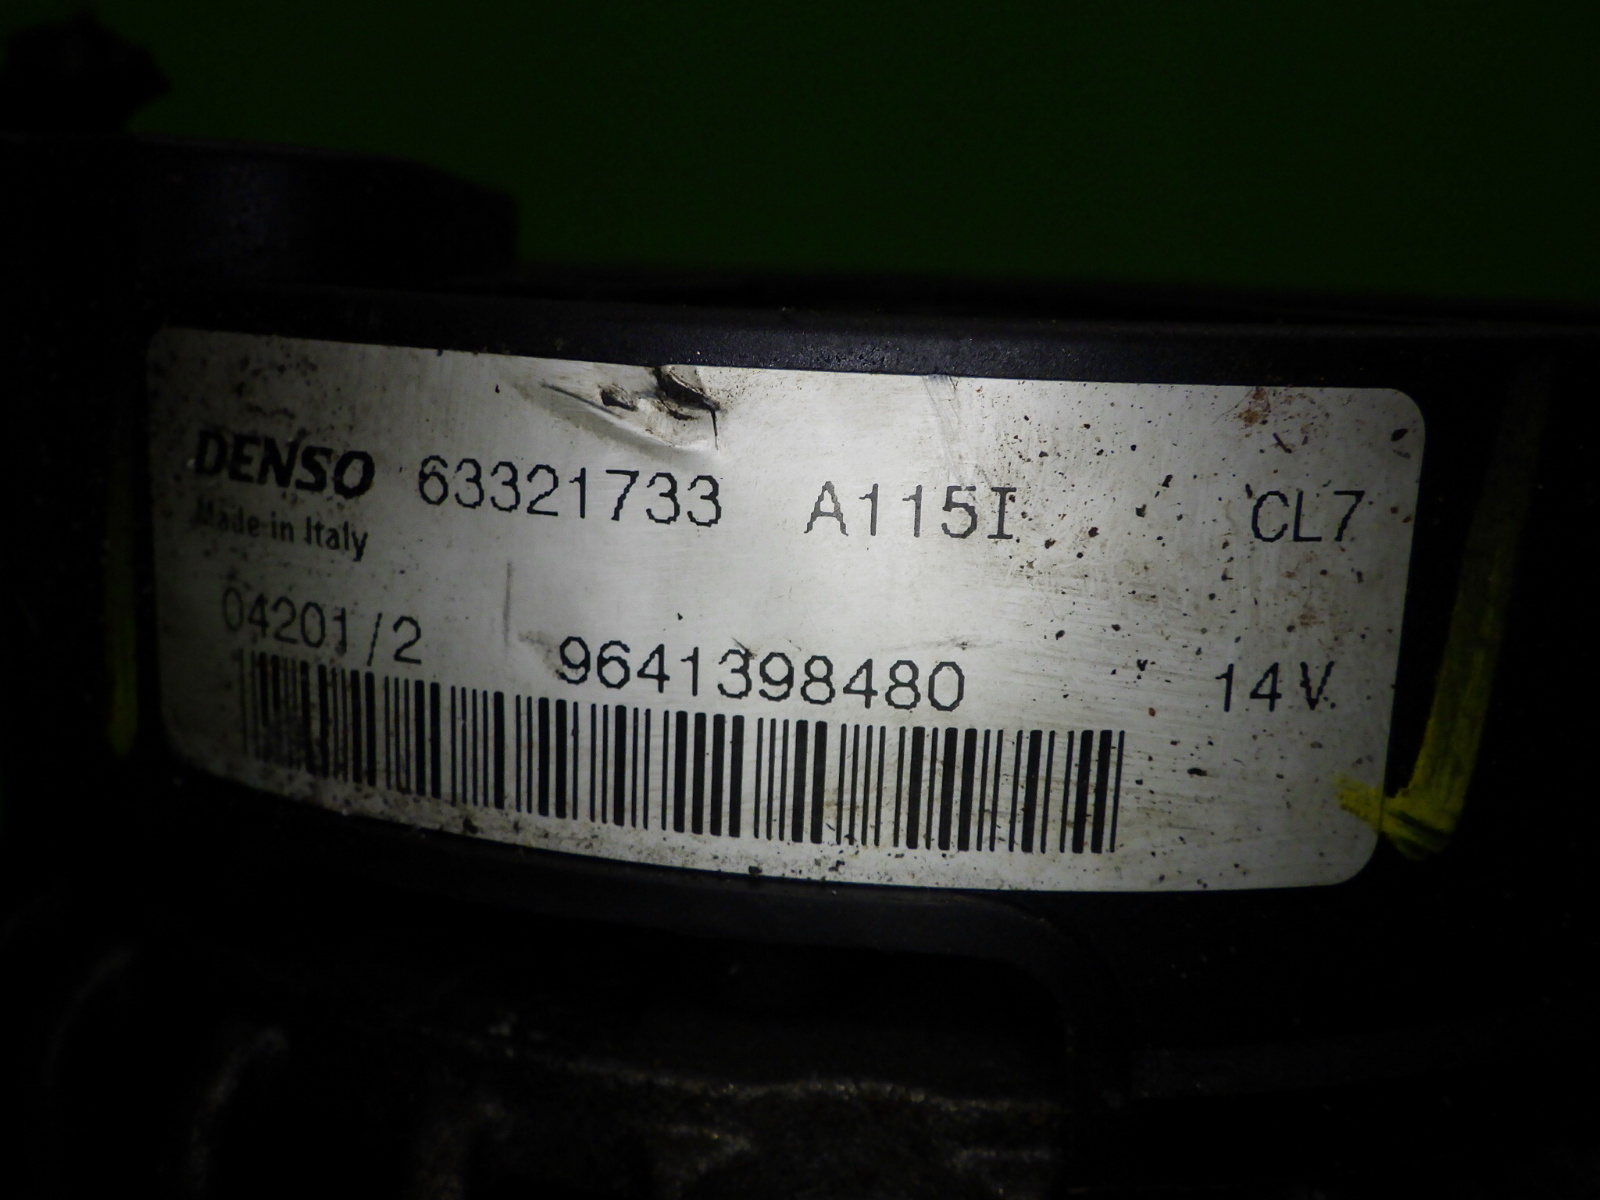 DENSO 63321733 A115I CL7
Made in Italy
04201/2 9641398480 14V